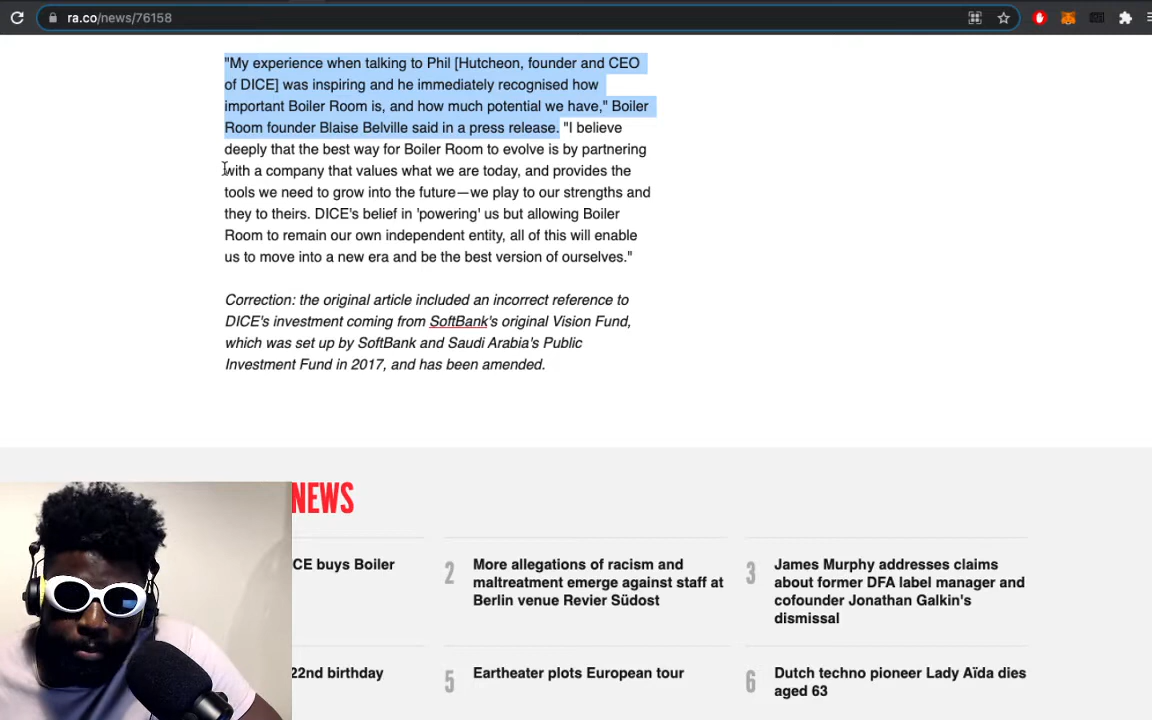 ra.co/news/76158
"My experience when talking to Phil [Hutcheon, founder and CEO
of DICE] was inspiring and he immediately recognised how
important Boiler Room is, and how much potential we have," Boiler
Room founder Blaise Belville said in a press release. "I believe
deeply that the best way for Boiler Room to evolve is by partnering
with a company that values what we are today, and provides the
tools we need to grow into the future—we play to our strengths and
they to theirs. DICE's belief in 'powering' us but allowing Boiler
Room to remain our own independent entity, all of this will enable
us to move into a new era and be the best version of ourselves."
Correction: the original article included an incorrect reference to
DICE's investment coming from SoftBank's original Vision Fund,
which was set up by SoftBank and Saudi Arabia's Public
Investment Fund in 2017, and has been amended.
NEWS
CE buys Boiler
2 More allegations of racism and
maltreatment emerge against staff at
Berlin venue Revier Südost
3 James Murphy addresses claims
about former DFA label manager and
cofounder Jonathan Galkin's
dismissal
22nd birthday
5 Eartheater plots European tour
6 Dutch techno pioneer Lady Aïda dies
aged 63